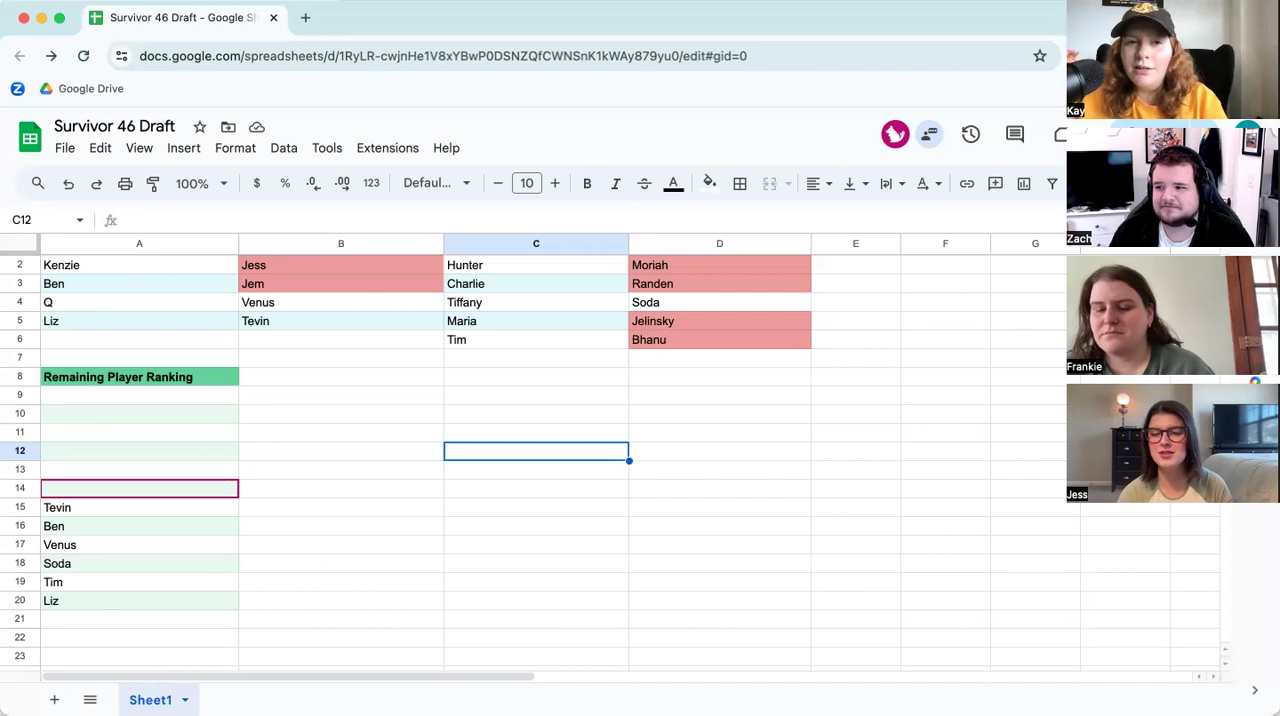 Survivor 46 Draft - Google Sh
docs.google.com/spreadsheets/d/1RyLR-cwjnHe1V8xYBwP0DSNZQfCWNSnK1kWAy879yu0/edit#gid=0
Z Google Drive
Survivor 46 Draft
File Edit View Insert Format Data Tools Extensions Help
100% $ % .0 .00 123 Defaul... 10 B I S A
C12 fx
A B C D E F G
2 Kenzie Jess Hunter Moriah
3 Ben Jem Charlie Randen
4 Q Venus Tiffany Soda
5 Liz Tevin Maria Jelinsky
6 Tim Bhanu
7
8 Remaining Player Ranking
9
10
11
12
13
14
15 Tevin
16 Ben
17 Venus
18 Soda
19 Tim
20 Liz
21
22
23
Sheet1
Kay
Zach
Frankie
Jess